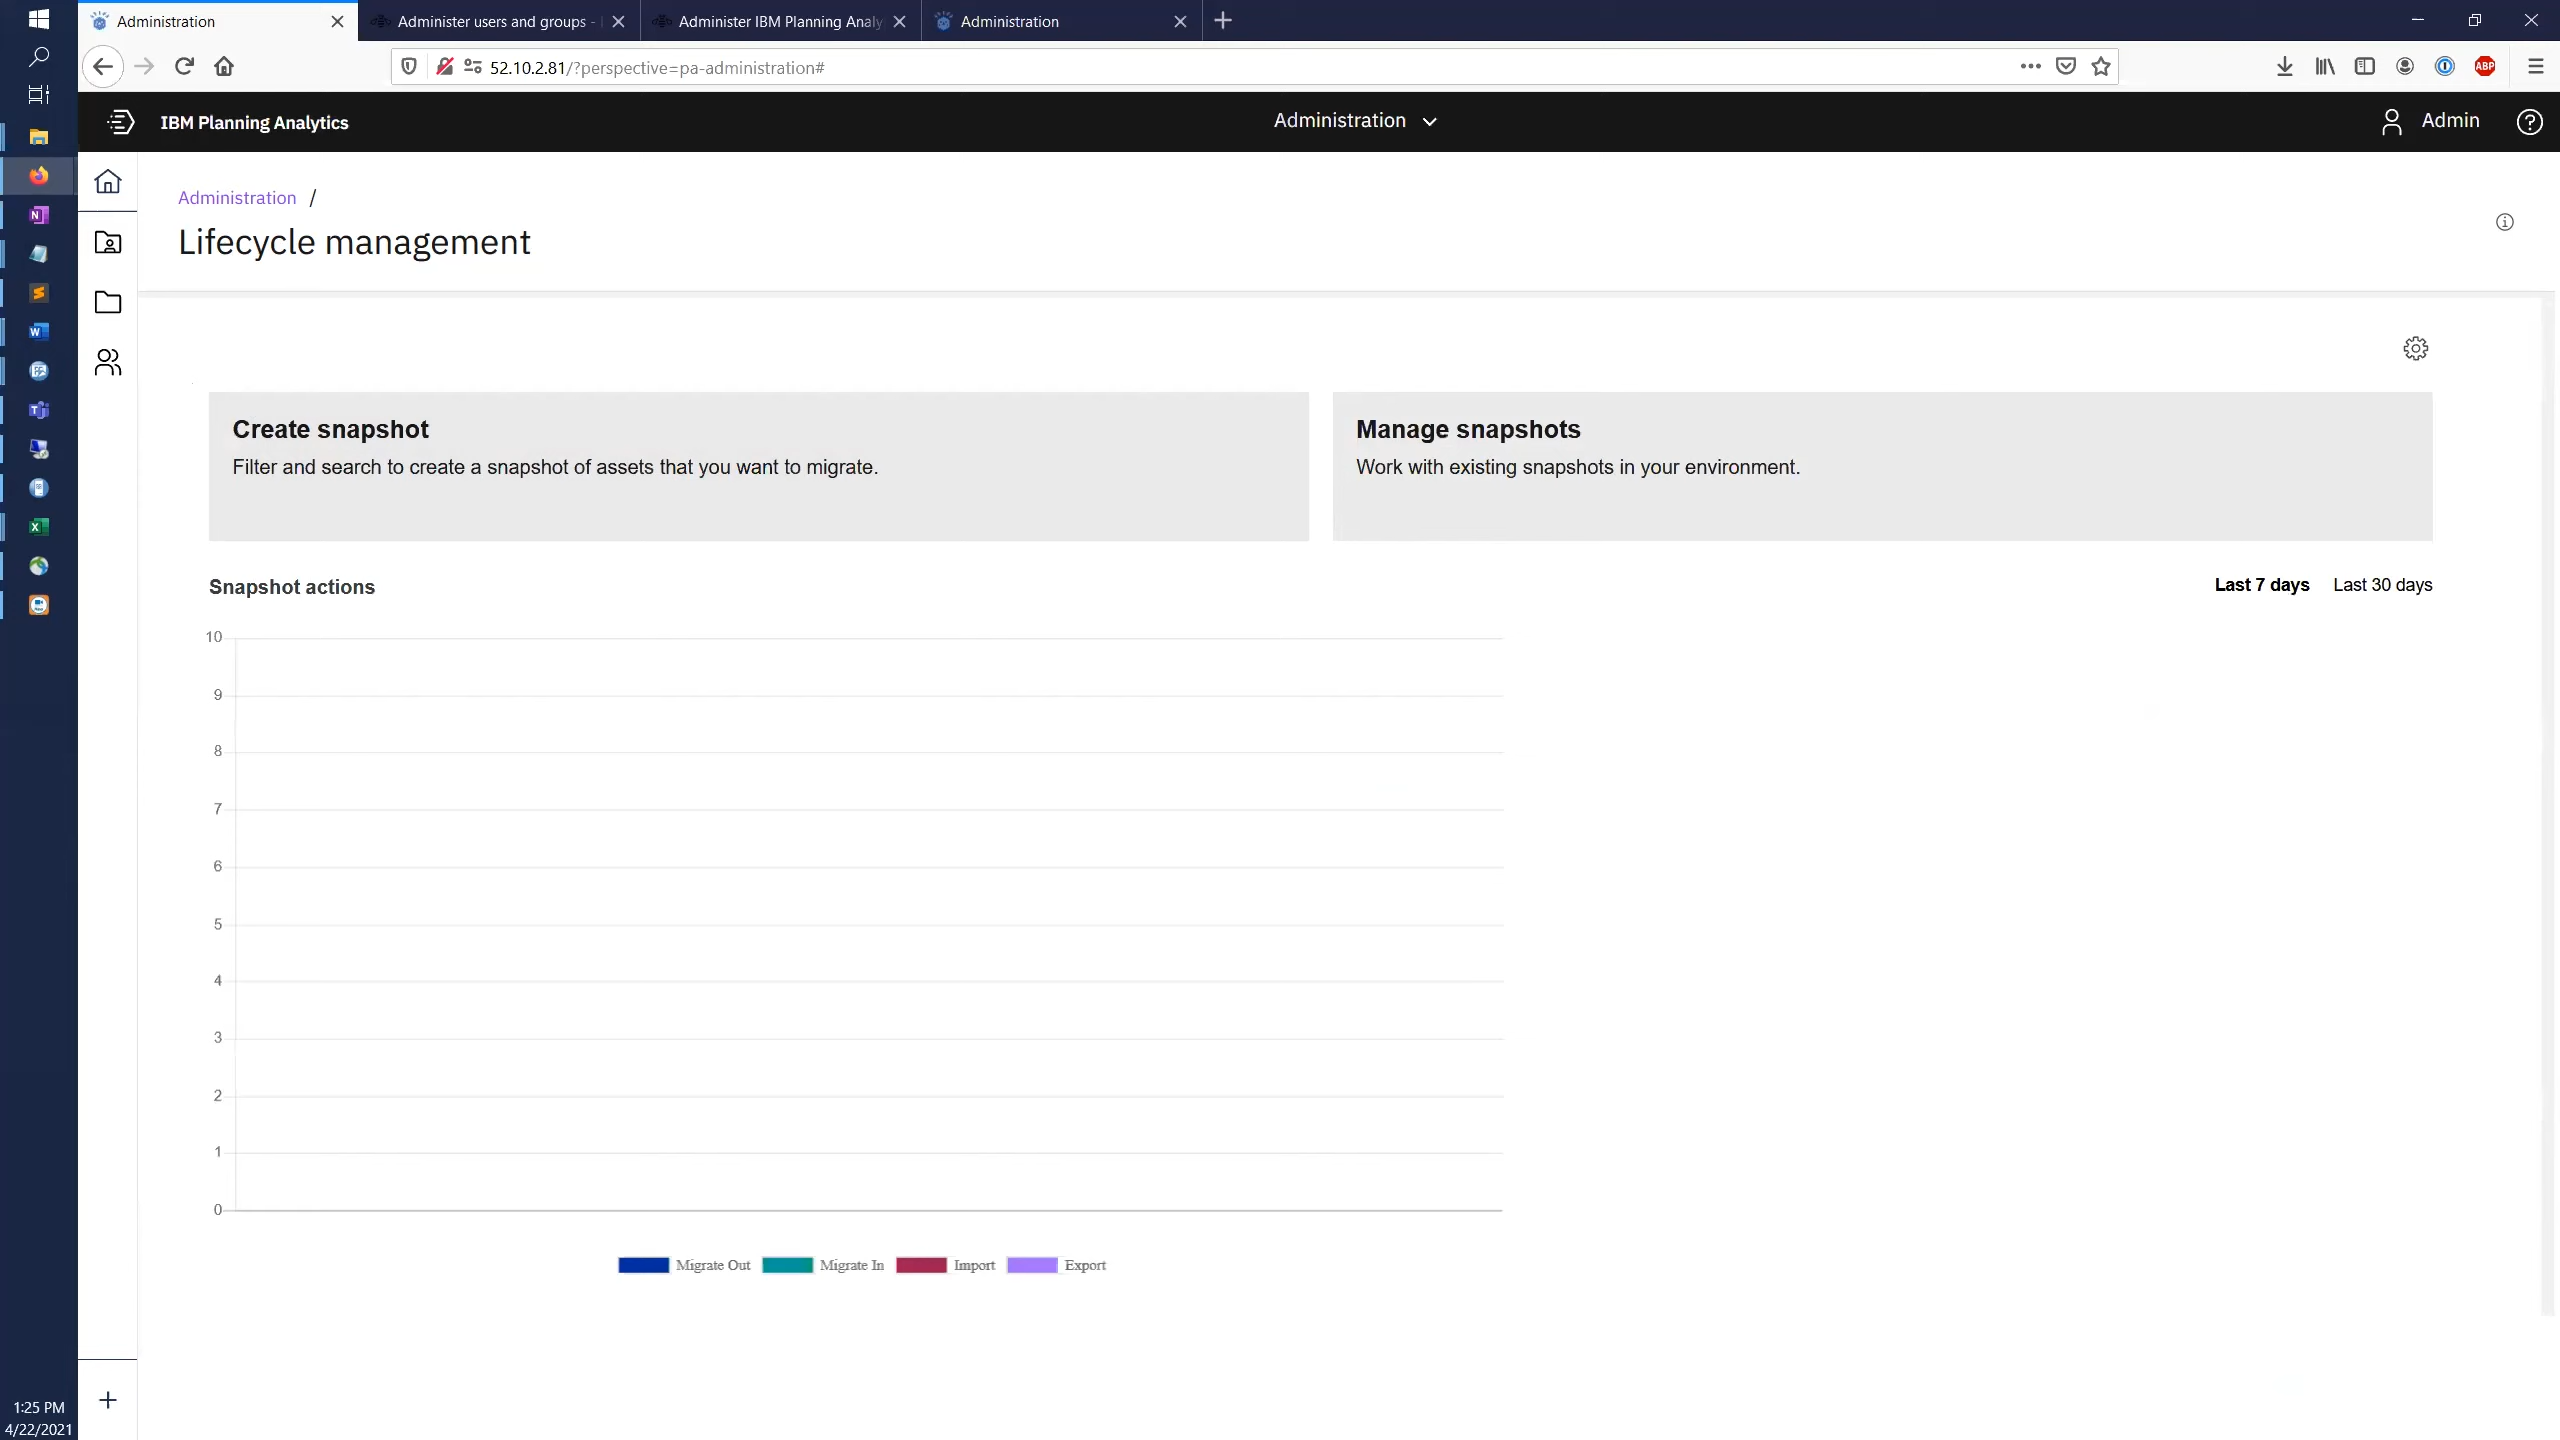 Administration
Administer users and groups -
Administer IBM Planning Analy
Administration
52.10.2.81/?perspective=pa-administration#
ABP
IBM Planning Analytics
Administration
Admin
Administration /
Lifecycle management
Create snapshot
Filter and search to create a snapshot of assets that you want to migrate.
Manage snapshots
Work with existing snapshots in your environment.
Snapshot actions
Last 7 days
Last 30 days
10
9
8
7
6
5
4
3
2
1
0
Migrate Out
Migrate In
Import
Export
1:25 PM
4/22/2021